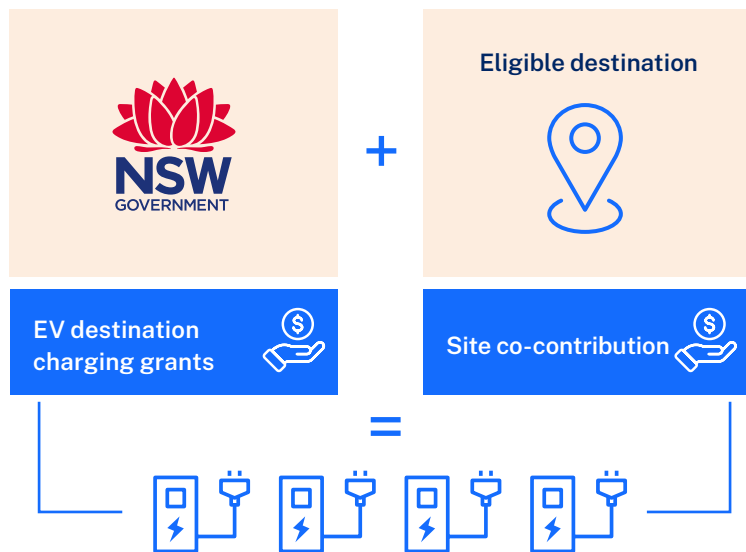 NSW
GOVERNMENT
Eligible destination
+
EV destination
charging grants
$
Site co-contribution
$
=